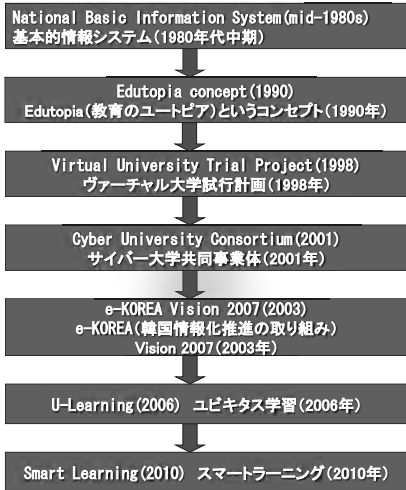 National Basic Information System(mid-1980s)
基本的情報システム(1980年代中期)
Edutopia concept(1990)
Edutopia(教育のユートピア)というコンセプト(1990年)
Virtual University Trial Project(1998)
ヴァーチャル大学試行計画(1998年)
Cyber University Consortium(2001)
サイバー大学共同事業体(2001年)
e-KOREA Vision 2007(2003)
e-KOREA(韓国情報化推進の取り組み)
Vision 2007(2003年)
U-Learning(2006) ユビキタス学習(2006年)
Smart Learning(2010) スマートラーニング(2010年)